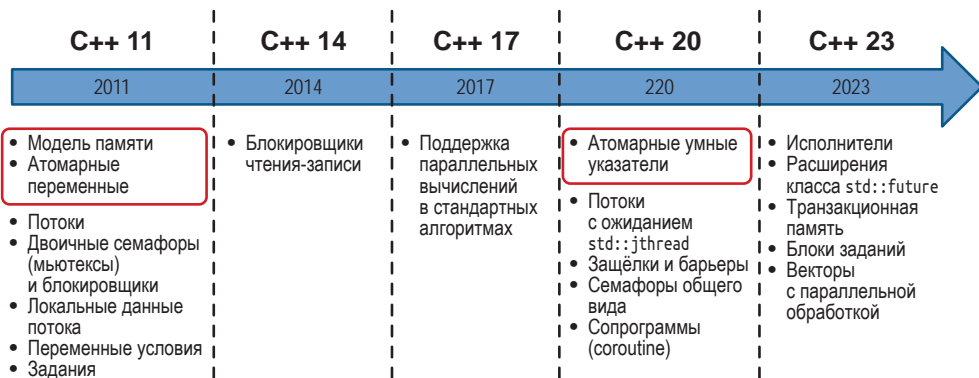 C++ 11
C++ 14
C++ 17
C++ 20
C++ 23
2011
2014
2017
220
2023
• Модель памяти
• Атомарные
переменные
• Потоки
• Двоичные семафоры
(мьютексы)
и блокировщики
• Локальные данные
потока
• Переменные условия
• Задания
• Блокировщики
чтения-записи
• Поддержка
параллельных
вычислений
в стандартных
алгоритмах
• Атомарные умные
указатели
• Потоки
с ожиданием
std::jthread
• Защёлки и барьеры
• Семафоры общего
вида
• Сопрограммы
(coroutine)
• Исполнители
• Расширения
класса std::future
• Транзакционная
память
• Блоки заданий
• Векторы
с параллельной
обработкой